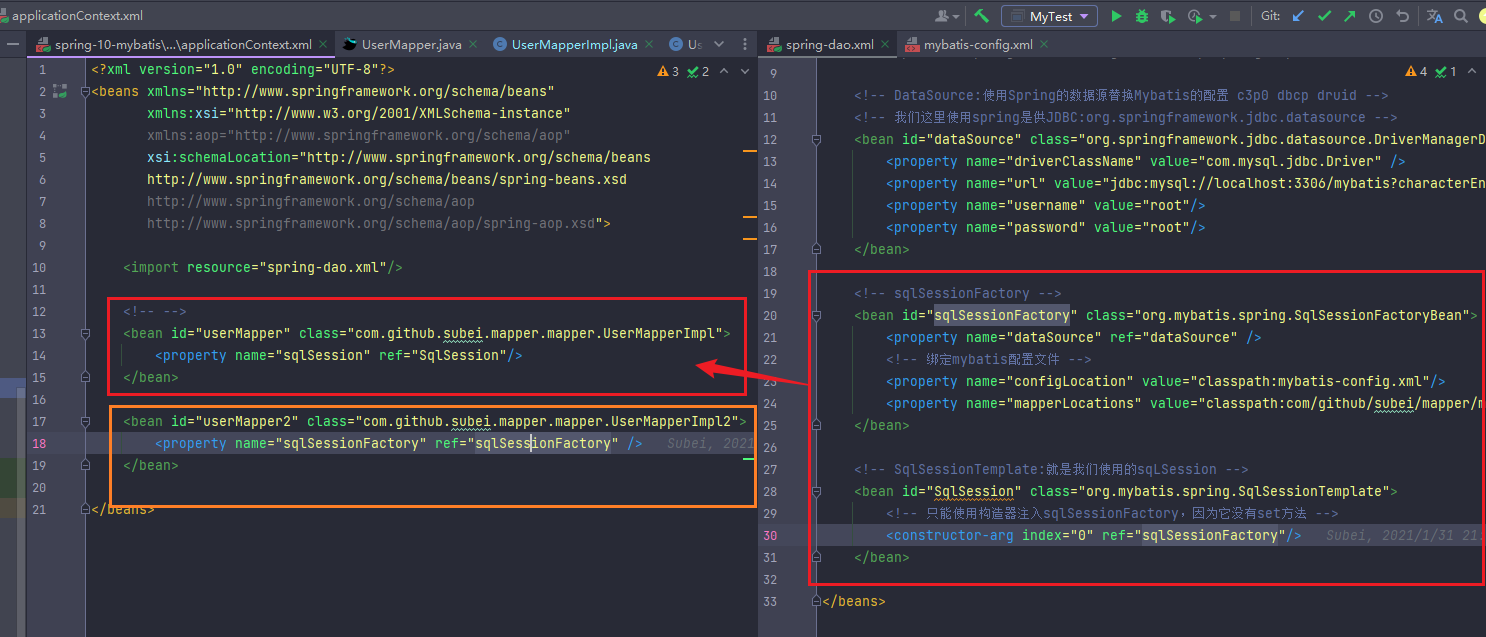 applicationContext.xml
MyTest
Git:
spring-10-mybatis\...\applicationContext.xml
UserMapper.java
UserMapperImpl.java
Us
spring-dao.xml
mybatis-config.xml
3 2
1 <?xml version="1.0" encoding="UTF-8"?>
2 <beans xmlns="http://www.springframework.org/schema/beans"
3 xmlns:xsi="http://www.w3.org/2001/XMLSchema-instance"
4 xmlns:aop="http://www.springframework.org/schema/aop"
5 xsi:schemaLocation="http://www.springframework.org/schema/beans
6 http://www.springframework.org/schema/beans/spring-beans.xsd
7 http://www.springframework.org/schema/aop
8 http://www.springframework.org/schema/aop/spring-aop.xsd">
9
10 <import resource="spring-dao.xml"/>
11
12 <!-- -->
13 <bean id="userMapper" class="com.github.subei.mapper.mapper.UserMapperImpl">
14 <property name="sqlSession" ref="SqlSession"/>
15 </bean>
16
17 <bean id="userMapper2" class="com.github.subei.mapper.mapper.UserMapperImpl2">
18 <property name="sqlSessionFactory" ref="sqlSessionFactory" /> Subei, 2021
19 </bean>
20
21 </beans>
4 1
9
10 <!-- DataSource:使用Spring的数据源替换Mybatis的配置 c3p0 dbcp druid -->
11 <!-- 我们这里使用spring是供JDBC:org.springframework.jdbc.datasource -->
12 <bean id="dataSource" class="org.springframework.jdbc.datasource.DriverManagerD
13 <property name="driverClassName" value="com.mysql.jdbc.Driver" />
14 <property name="url" value="jdbc:mysql://localhost:3306/mybatis?characterEn
15 <property name="username" value="root"/>
16 <property name="password" value="root"/>
17 </bean>
18
19 <!-- sqlSessionFactory -->
20 <bean id="sqlSessionFactory" class="org.mybatis.spring.SqlSessionFactoryBean">
21 <property name="dataSource" ref="dataSource" />
22 <!-- 绑定mybatis配置文件 -->
23 <property name="configLocation" value="classpath:mybatis-config.xml"/>
24 <property name="mapperLocations" value="classpath:com/github/subei/mapper/m
25 </bean>
26
27 <!-- SqlSessionTemplate:就是我们使用的sqLSession -->
28 <bean id="SqlSession" class="org.mybatis.spring.SqlSessionTemplate">
29 <!-- 只能使用构造器注入sqlSessionFactory，因为它没有set方法 -->
30 <constructor-arg index="0" ref="sqlSessionFactory"/> Subei, 2021/1/31 21:
31 </bean>
32
33 </beans>